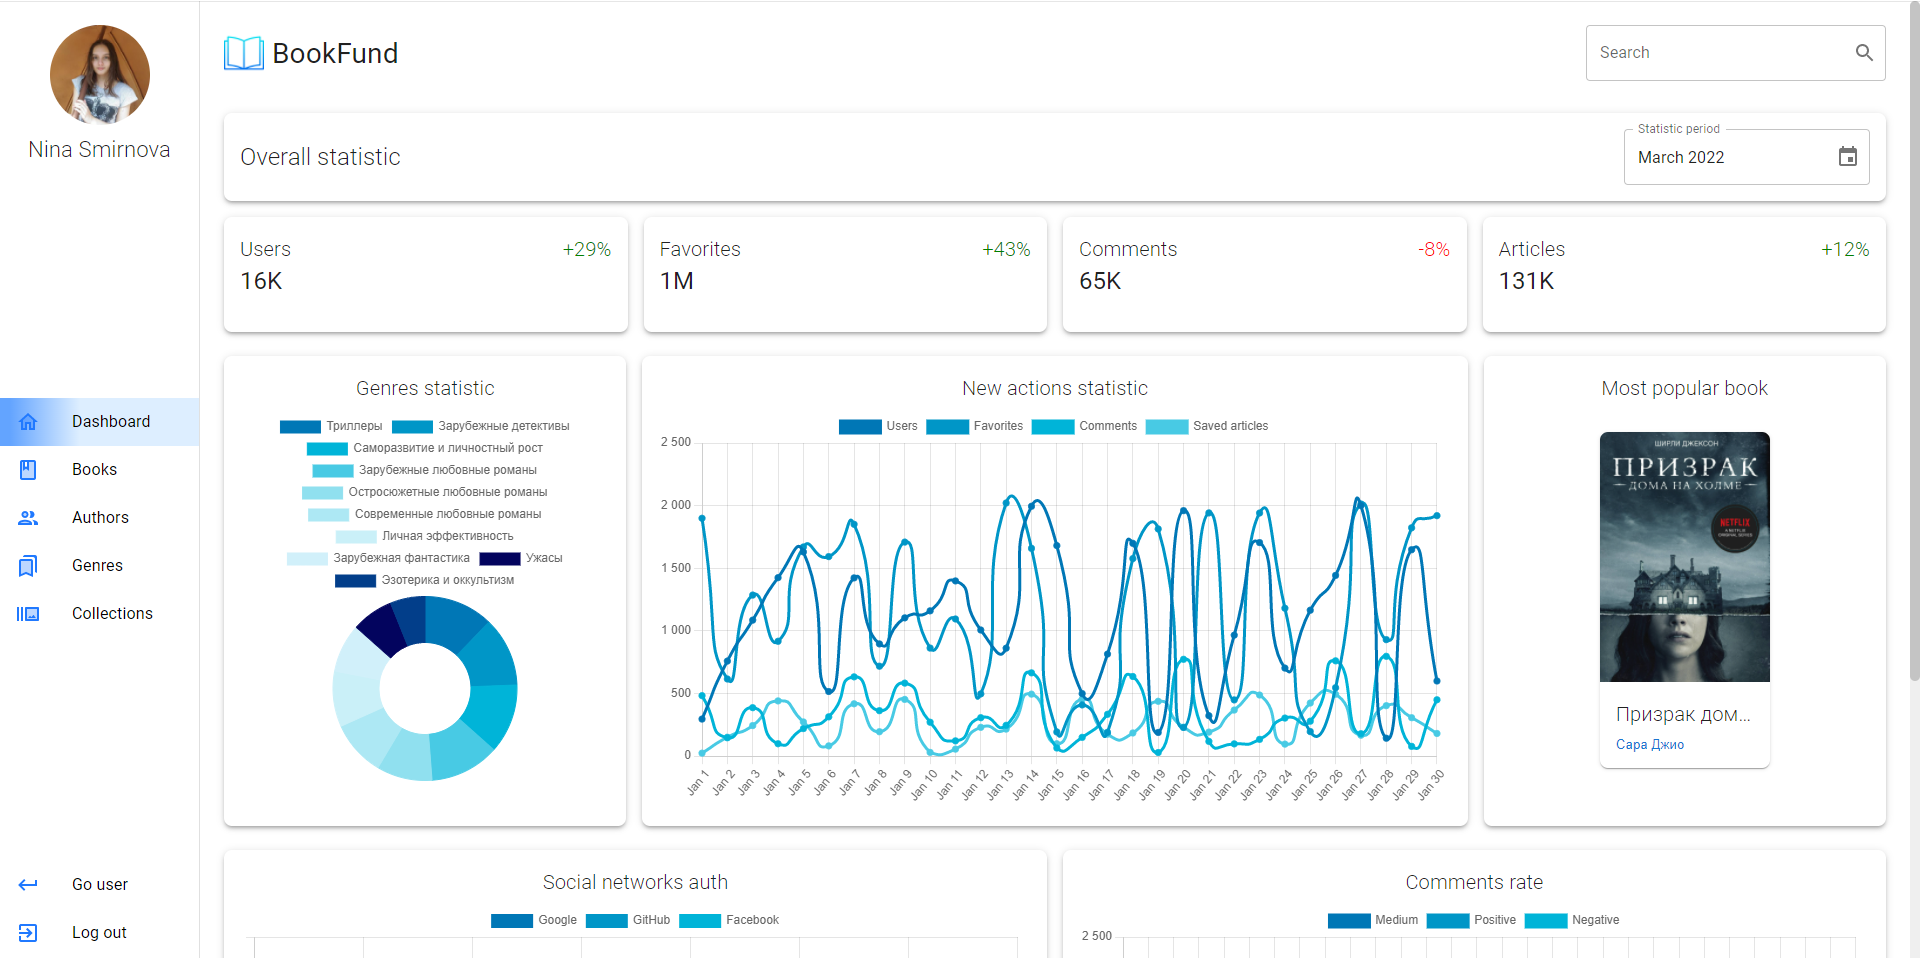 Nina Smirnova
Dashboard
Books
Authors
Genres
Collections
Go user
Log out
BookFund
Search
Overall statistic
Statistic period
March 2022
Users
+29%
16K
Favorites
+43%
1M
Comments
-8%
65K
Articles
+12%
131K
Genres statistic
Триллеры Зарубежные детективы
Саморазвитие и личностный рост
Зарубежные любовные романы
Остросюжетные любовные романы
Современные любовные романы
Личная эффективность
Зарубежная фантастика Ужасы
Эзотерика и оккультизм
New actions statistic
Users Favorites Comments Saved articles
2 500
2 000
1 500
1 000
500
0
Jan 1 Jan 2 Jan 3 Jan 4 Jan 5 Jan 6 Jan 7 Jan 8 Jan 9 Jan 10 Jan 11 Jan 12 Jan 13 Jan 14 Jan 15 Jan 16 Jan 17 Jan 18 Jan 19 Jan 20 Jan 21 Jan 22 Jan 23 Jan 24 Jan 25 Jan 26 Jan 27 Jan 28 Jan 29 Jan 30
Most popular book
ШИРЛИ ДЖЕКСОН
ПРИЗРАК
ДОМА НА ХОЛМЕ
NETFLIX
A NETFLIX
ORIGINAL SERIES
Призрак дом...
Сара Джио
Social networks auth
Google GitHub Facebook
Comments rate
Medium Positive Negative
2 500